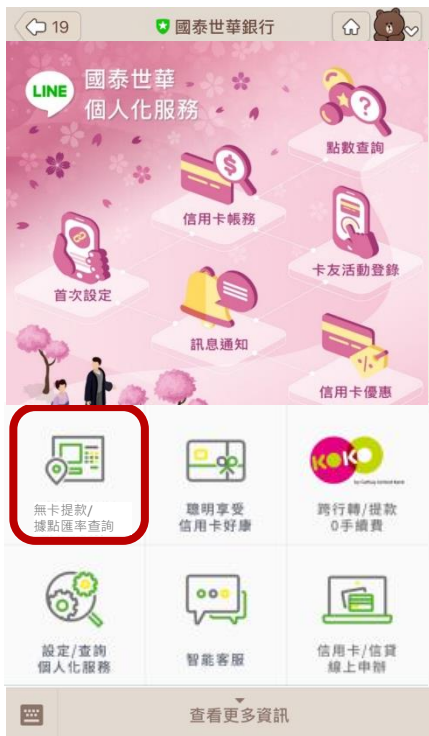 19
國泰世華銀行
LINE
國泰世華
個人化服務
點數查詢
信用卡帳務
卡友活動登錄
首次設定
訊息通知
信用卡優惠
無卡提款/
據點匯率查詢
聰明享受
信用卡好康
KOKO
by Cathay United Bank
跨行轉/提款
0手續費
設定/查詢
個人化服務
智能客服
信用卡/信貸
線上申辦
查看更多資訊